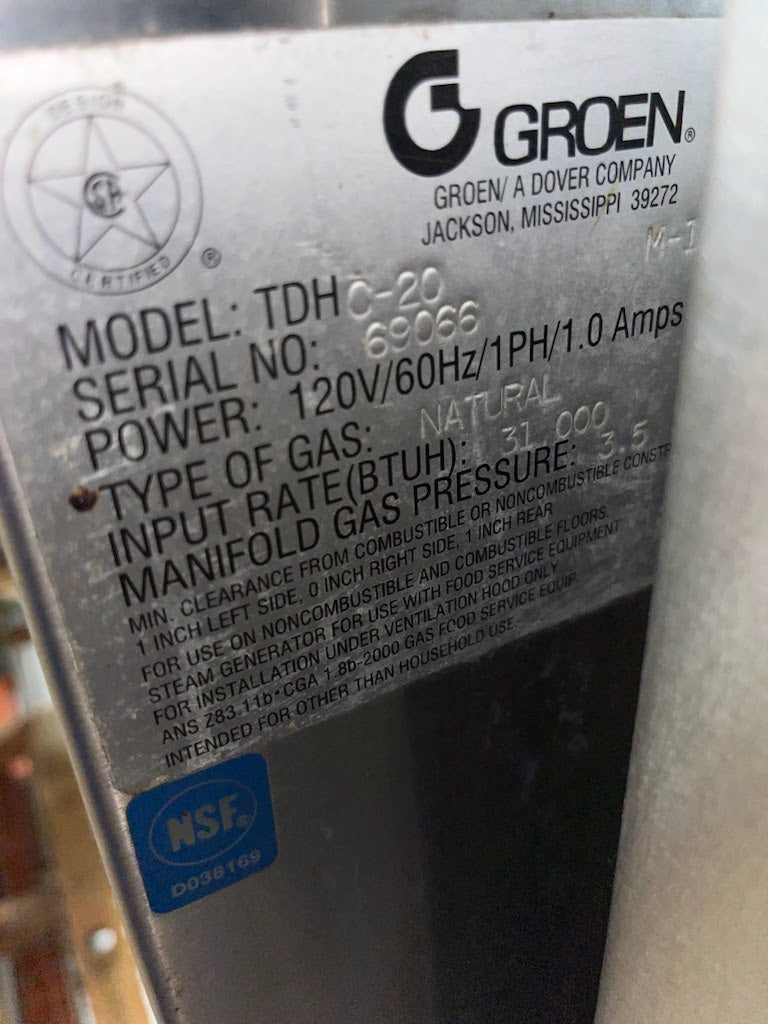 DESIGN
CERTIFIED
®
G GROEN®
GROEN/ A DOVER COMPANY
JACKSON, MISSISSIPPI 39272
MODEL: TDHC-20
SERIAL NO: 69066
POWER: 120V/60Hz/1PH/1.0 Amps
TYPE OF GAS: NATURAL
INPUT RATE(BTUH): 31,000
MANIFOLD GAS PRESSURE: 3.5
MIN. CLEARANCE FROM COMBUSTIBLE OR NONCOMBUSTIBLE CONSTR
1 INCH LEFT SIDE, 0 INCH RIGHT SIDE, 1 INCH REAR
FOR USE ON NONCOMBUSTIBLE AND COMBUSTIBLE FLOORS.
STEAM GENERATOR FOR USE WITH FOOD SERVICE EQUIPMENT
FOR INSTALLATION UNDER VENTILATION HOOD ONLY
ANS Z83.11b•CGA 1.8b-2000 GAS FOOD SERVICE EQUIP.
INTENDED FOR OTHER THAN HOUSEHOLD USE
NSF®
D038169